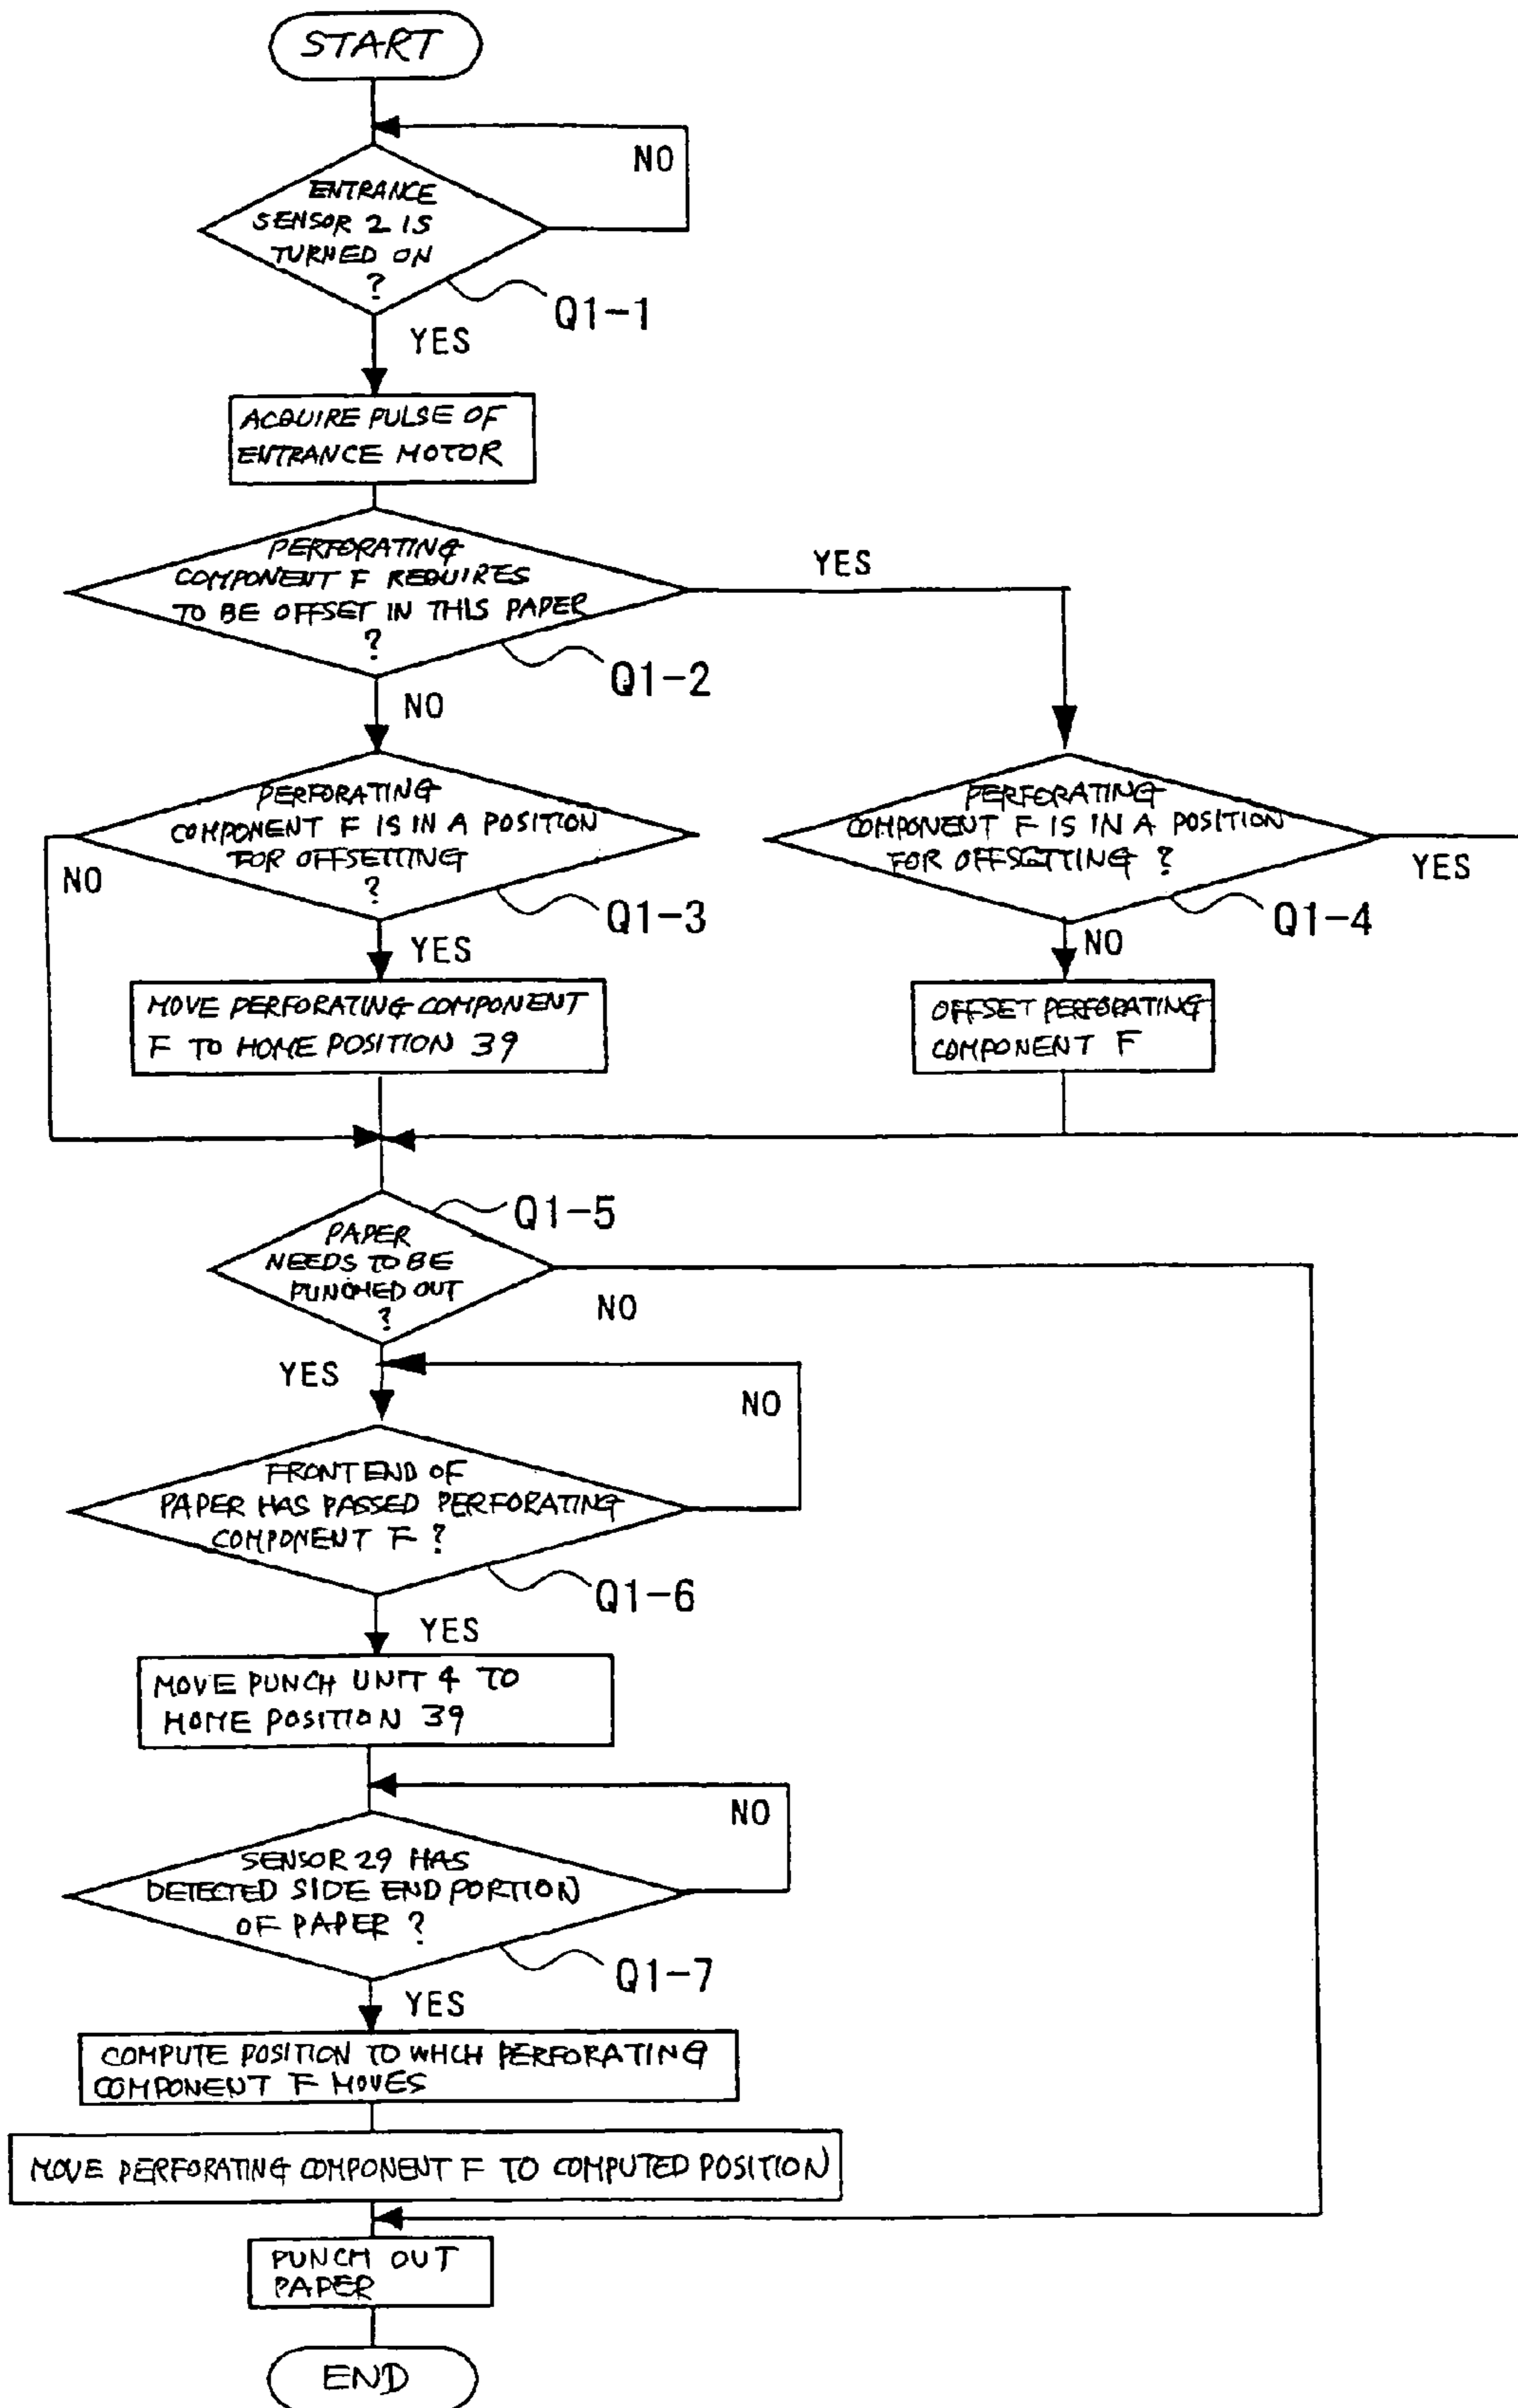 START
NO
ENTRANCE
SENSOR 2 IS
TURNED ON
?
Q1-1
YES
ACQUIRE PULSE OF
ENTRANCE MOTOR
PERFORATING
COMPONENT F REQUIRES
TO BE OFFSET IN THIS PAPER
?
YES
Q1-2
NO
PERFORATING
COMPONENT F IS IN A POSITION
FOR OFFSETTING
?
NO
Q1-3
YES
PERFORATING
COMPONENT F IS IN A POSITION
FOR OFFSETTING ?
YES
Q1-4
NO
MOVE PERFORATING COMPONENT
F TO HOME POSITION 39
OFFSET PERFORATING
COMPONENT F
Q1-5
PAPER
NEEDS TO BE
PUNCHED OUT
?
NO
YES
NO
FRONT END OF
PAPER HAS PASSED PERFORATING
COMPONENT F ?
Q1-6
YES
MOVE PUNCH UNIT 4 TO
HOME POSITION 39
NO
SENSOR 29 HAS
DETECTED SIDE END PORTION
OF PAPER ?
Q1-7
YES
COMPUTE POSITION TO WHCH PERFORATING
COMPONENT F MOVES
MOVE PERFORATING COMPONENT F TO COMPUTED POSITION
PUNCH OUT
PAPER
END